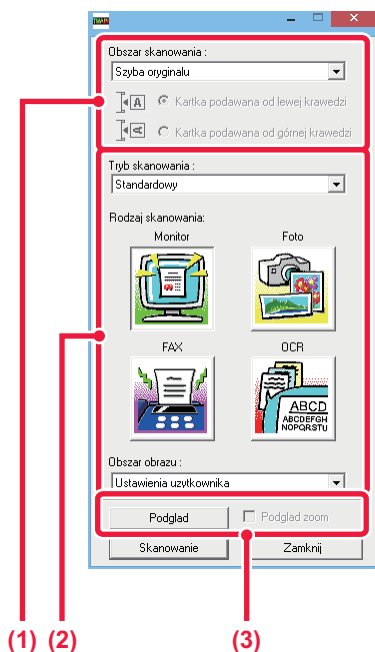 TWAIN
Obszar skanowania :
Szyba oryginalu
A Kartka podawana od lewej krawedzi
A Kartka podawana od górnej krawedzi
Tryb skanowania :
Standardowy
Rodzaj skanowania:
Monitor Foto
FAX OCR
ABCD
ABCDEFGH
NOPQRSTU
Obszar obrazu :
Ustawienia uzytkownika
Podglad Podglad zoom
Skanowanie Zamknij
(1) (2) (3)